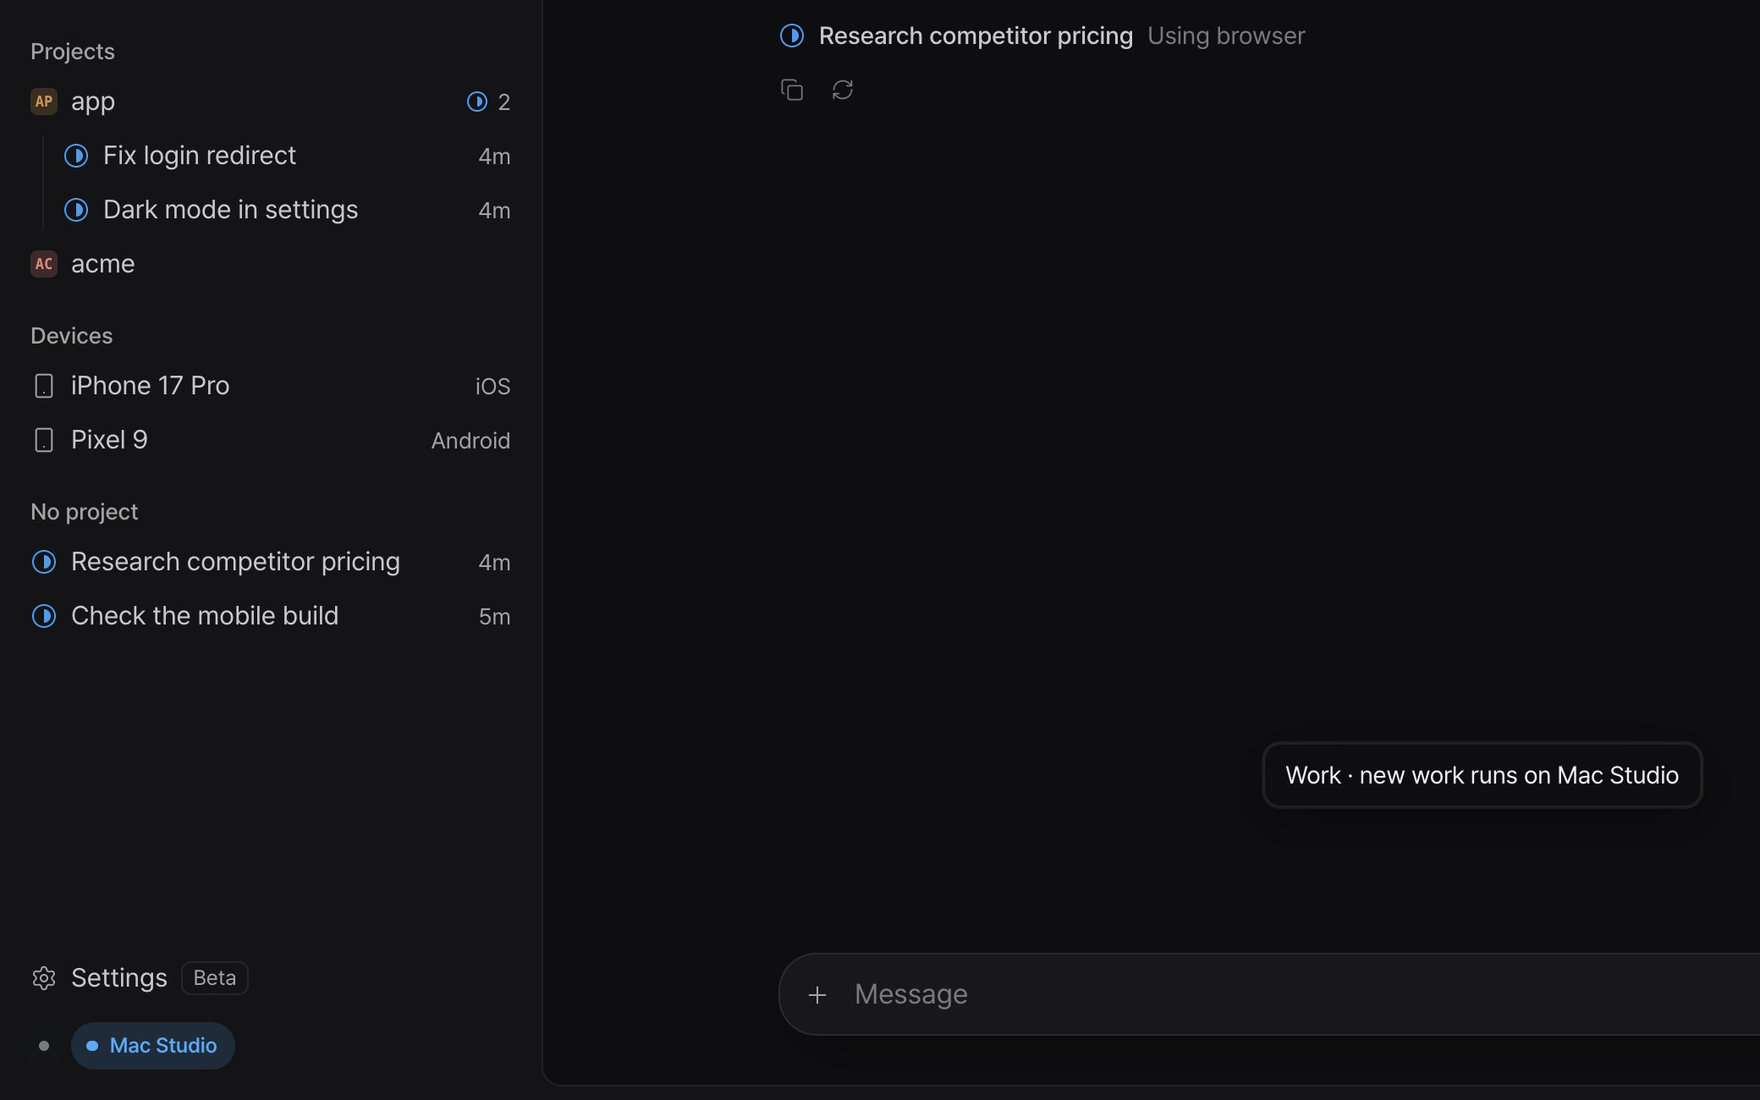 Projects
AP app 2
Fix login redirect 4m
Dark mode in settings 4m
AC acme
Devices
iPhone 17 Pro iOS
Pixel 9 Android
No project
Research competitor pricing 4m
Check the mobile build 5m
Settings Beta
Mac Studio
Research competitor pricing Using browser
Work · new work runs on Mac Studio
Message